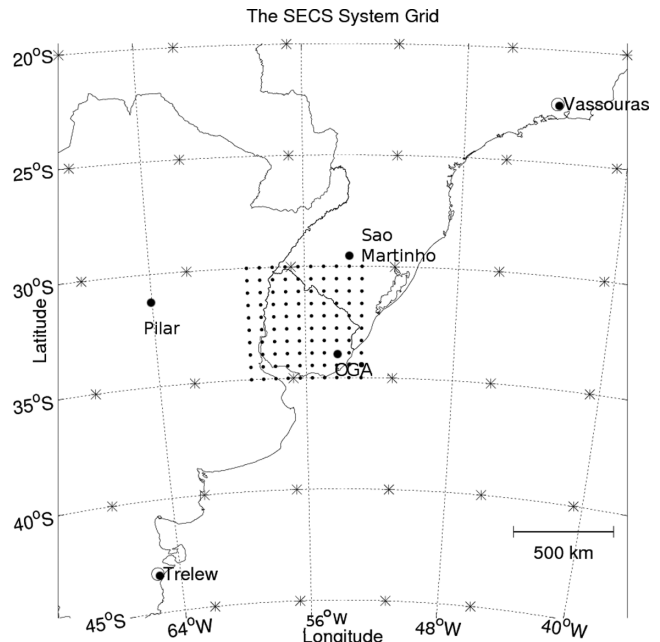 The SECS System Grid
20°S
Vassouras
25°S
Sao
Martinho
30°S
Pilar
Latitude
OGA
35°S
40°S
500 km
Trelew
45°S
64°W
56°W
48°W
40°W
Longitude